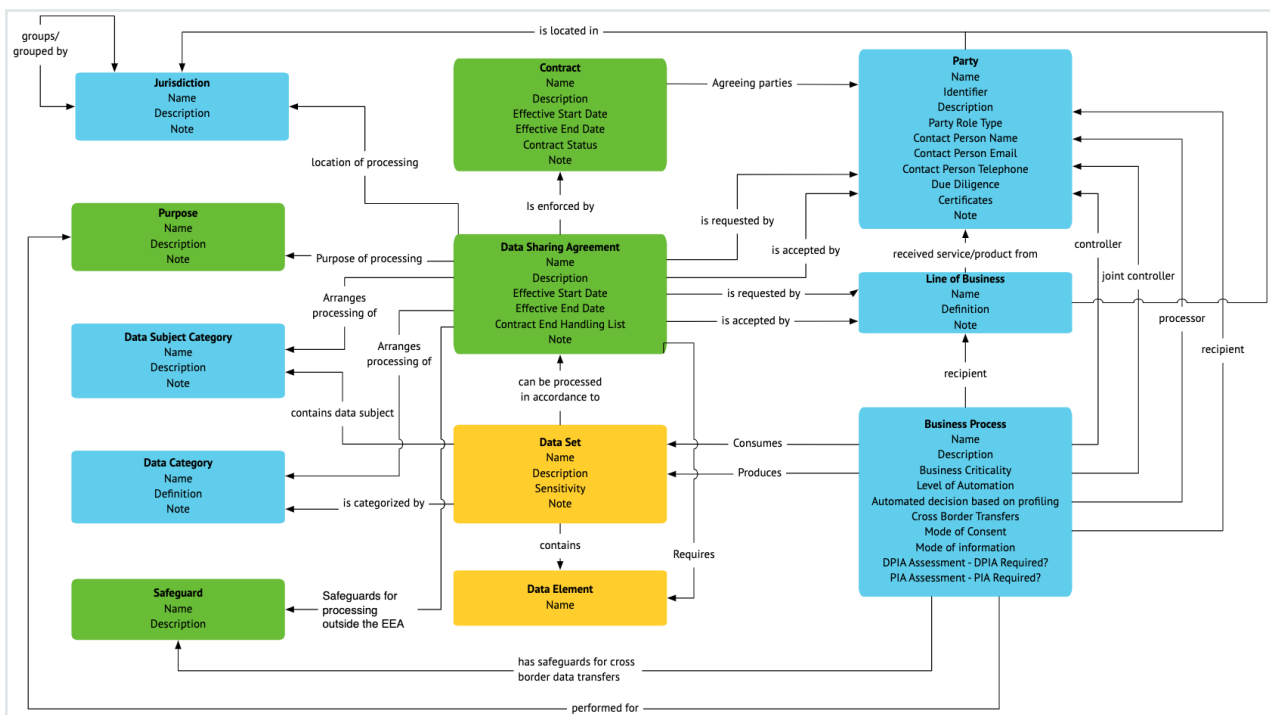 groups/
grouped by
is located in
Jurisdiction
Name
Description
Note
Contract
Name
Description
Effective Start Date
Effective End Date
Contract Status
Note
Agreeing parties
Party
Name
Identifier
Description
Party Role Type
Contact Person Name
Contact Person Email
Contact Person Telephone
Due Diligence
Certificates
Note
location of processing
Is enforced by
is requested by
is accepted by
received service/product from
controller
joint controller
processor
recipient
Purpose
Name
Description
Note
Purpose of processing
Data Sharing Agreement
Name
Description
Effective Start Date
Effective End Date
Contract End Handling List
Note
is requested by
is accepted by
Line of Business
Name
Definition
Note
Arranges
processing of
Arranges
processing of
Data Subject Category
Name
Description
Note
can be processed
in accordance to
recipient
contains data subject
Data Set
Name
Description
Sensitivity
Note
Consumes
Produces
Business Process
Name
Description
Business Criticality
Level of Automation
Automated decision based on profiling
Cross Border Transfers
Mode of Consent
Mode of information
DPIA Assessment - DPIA Required?
PIA Assessment - PIA Required?
Data Category
Name
Definition
Note
is categorized by
contains
Requires
Safeguard
Name
Description
Safeguards for
processing
outside the EEA
Data Element
Name
has safeguards for cross
border data transfers
performed for